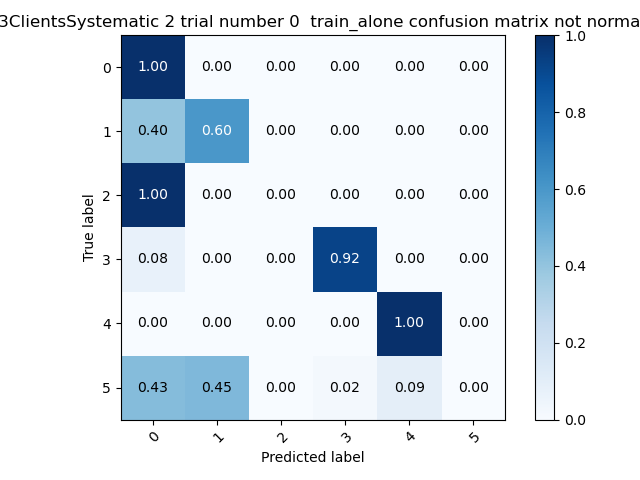 3ClientsSystematic 2 trial number 0 train_alone confusion matrix not norma
1.0
0 1.00 0.00 0.00 0.00 0.00 0.00
0.8
1 0.40 0.60 0.00 0.00 0.00 0.00
2 1.00 0.00 0.00 0.00 0.00 0.00
0.6
True label
3 0.08 0.00 0.00 0.92 0.00 0.00
0.4
4 0.00 0.00 0.00 0.00 1.00 0.00
0.2
5 0.43 0.45 0.00 0.02 0.09 0.00
0.0
0 1 2 3 4 5
Predicted label